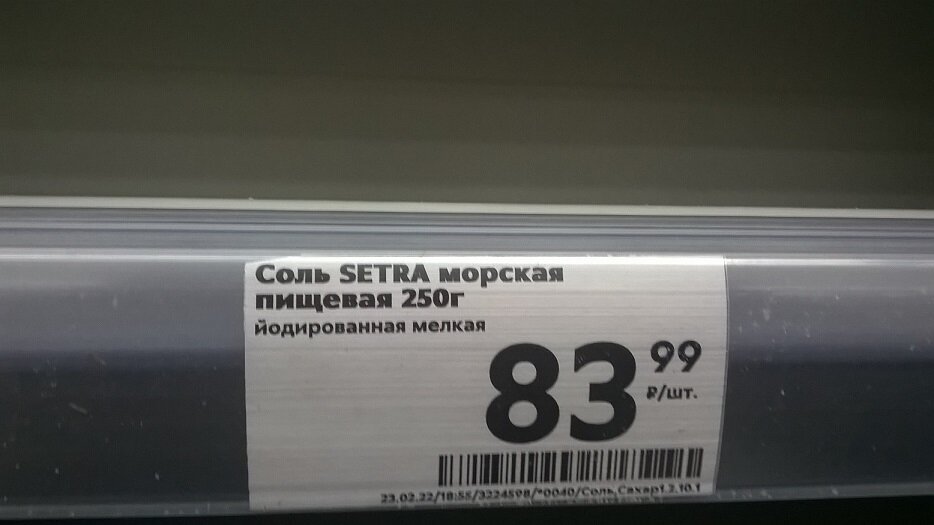 Соль SETRA морская
пищевая 250г
йодированная мелкая
83 99
₽/шт.
23.02.22/18:55/3224598/*0040/Соль,Сахар1.2.10.1